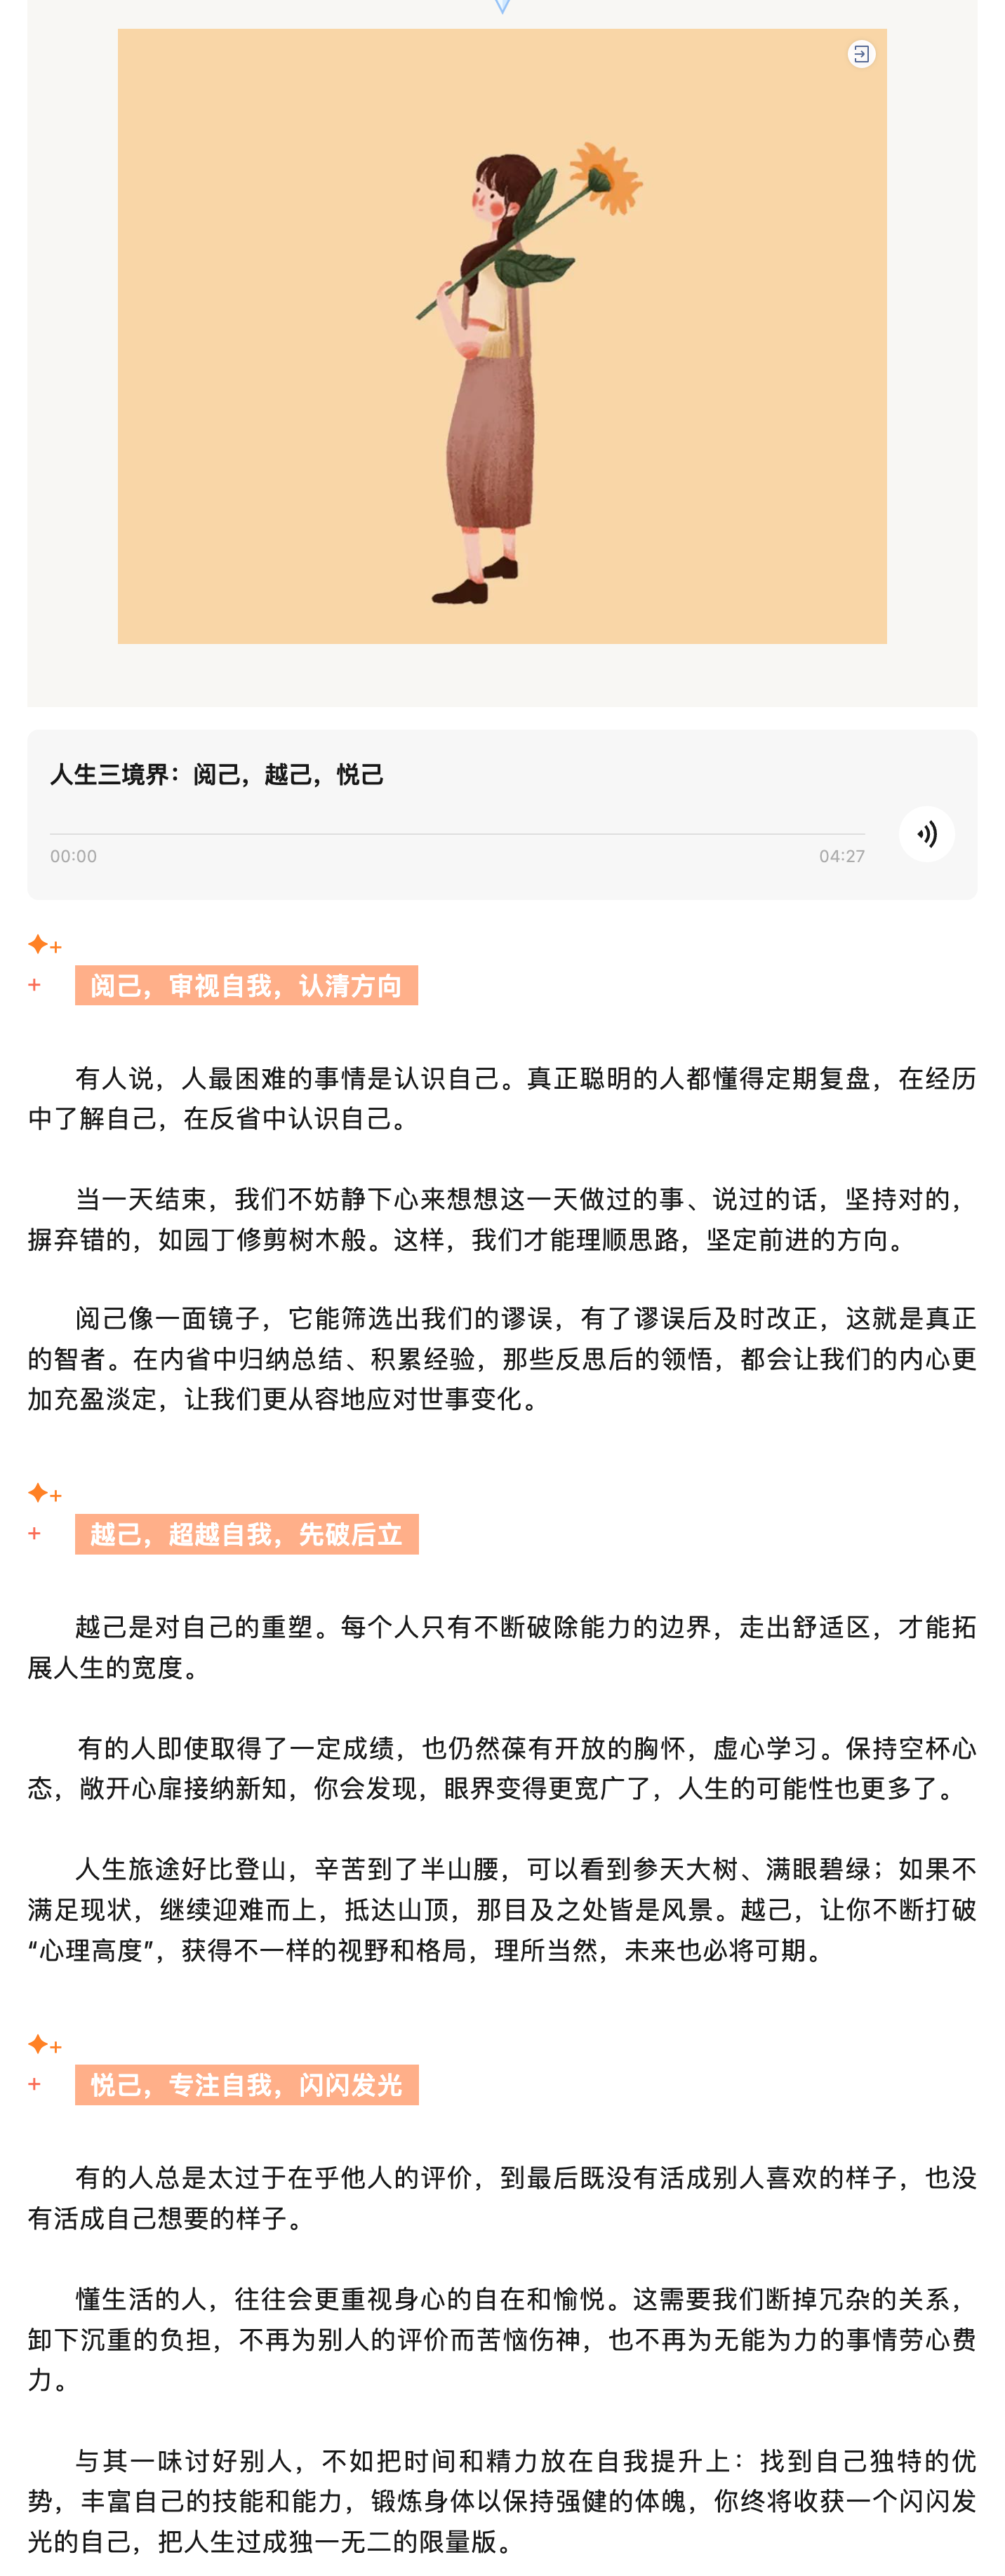 人生三境界：阅己，越己，悦己
00:00
04:27
阅己，审视自我，认清方向
有人说，人最困难的事情是认识自己。真正聪明的人都懂得定期复盘，在经历
中了解自己，在反省中认识自己。
当一天结束，我们不妨静下心来想想这一天做过的事、说过的话，坚持对的，
摒弃错的，如园丁修剪树木般。这样，我们才能理顺思路，坚定前进的方向。
阅己像一面镜子，它能筛选出我们的谬误，有了谬误后及时改正，这就是真正
的智者。在内省中归纳总结、积累经验，那些反思后的领悟，都会让我们的内心更
加充盈淡定，让我们更从容地应对世事变化。
越己，超越自我，先破后立
越己是对自己的重塑。每个人只有不断破除能力的边界，走出舒适区，才能拓
展人生的宽度。
有的人即使取得了一定成绩，也仍然葆有开放的胸怀，虚心学习。保持空杯心
态，敞开心扉接纳新知，你会发现，眼界变得更宽广了，人生的可能性也更多了。
人生旅途好比登山，辛苦到了半山腰，可以看到参天大树、满眼碧绿；如果不
满足现状，继续迎难而上，抵达山顶，那目及之处皆是风景。越己，让你不断打破
“心理高度”，获得不一样的视野和格局，理所当然，未来也必将可期。
悦己，专注自我，闪闪发光
有的人总是太过于在乎他人的评价，到最后既没有活成别人喜欢的样子，也没
有活成自己想要的样子。
懂生活的人，往往会更重视身心的自在和愉悦。这需要我们断掉冗杂的关系，
卸下沉重的负担，不再为别人的评价而苦恼伤神，也不再为无能为力的事情劳心费
力。
与其一味讨好别人，不如把时间和精力放在自我提升上：找到自己独特的优
势，丰富自己的技能和能力，锻炼身体以保持强健的体魄，你终将收获一个闪闪发
光的自己，把人生过成独一无二的限量版。